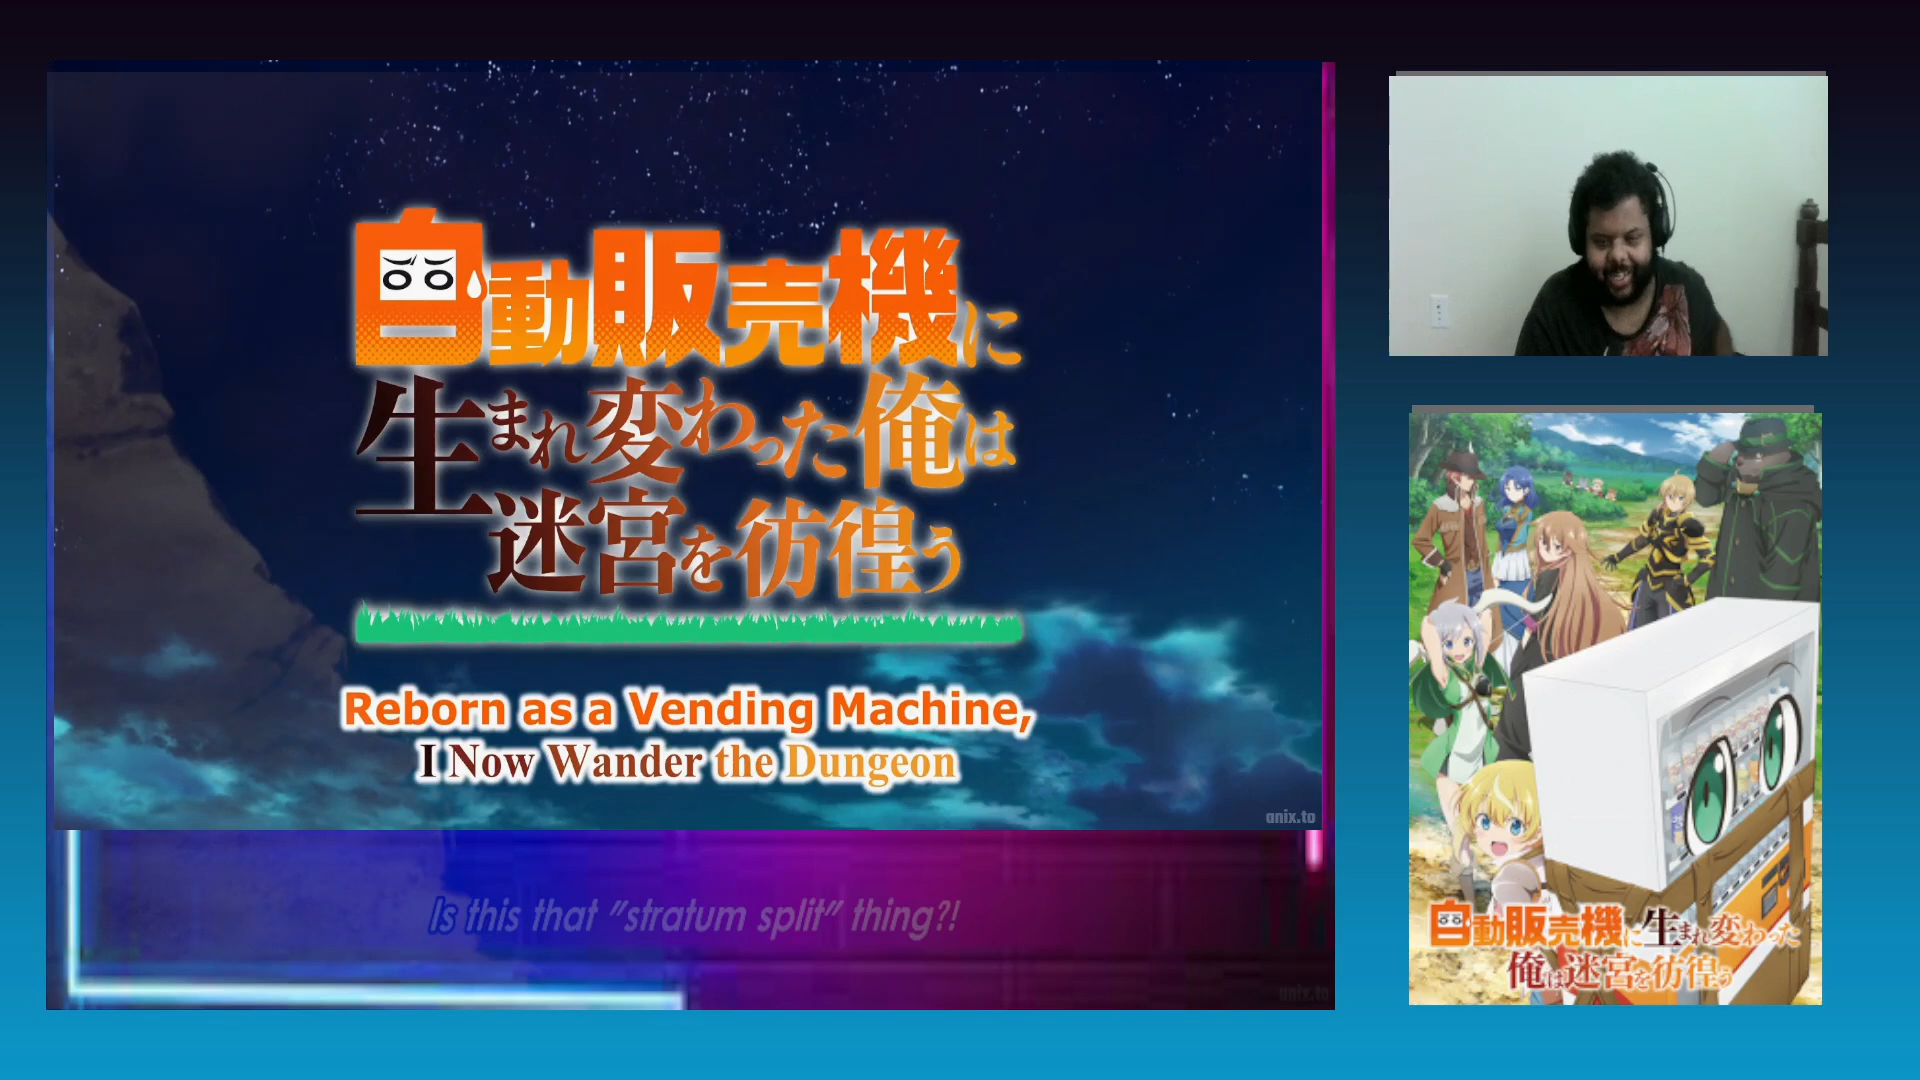 自動販売機に
生まれ変わった俺は
迷宮を彷徨う
Reborn as a Vending Machine,
I Now Wander the Dungeon
anix.to
Is this that "stratum split" thing?!
anix.to
自動販売機に生まれ変わった
俺は迷宮を彷徨う